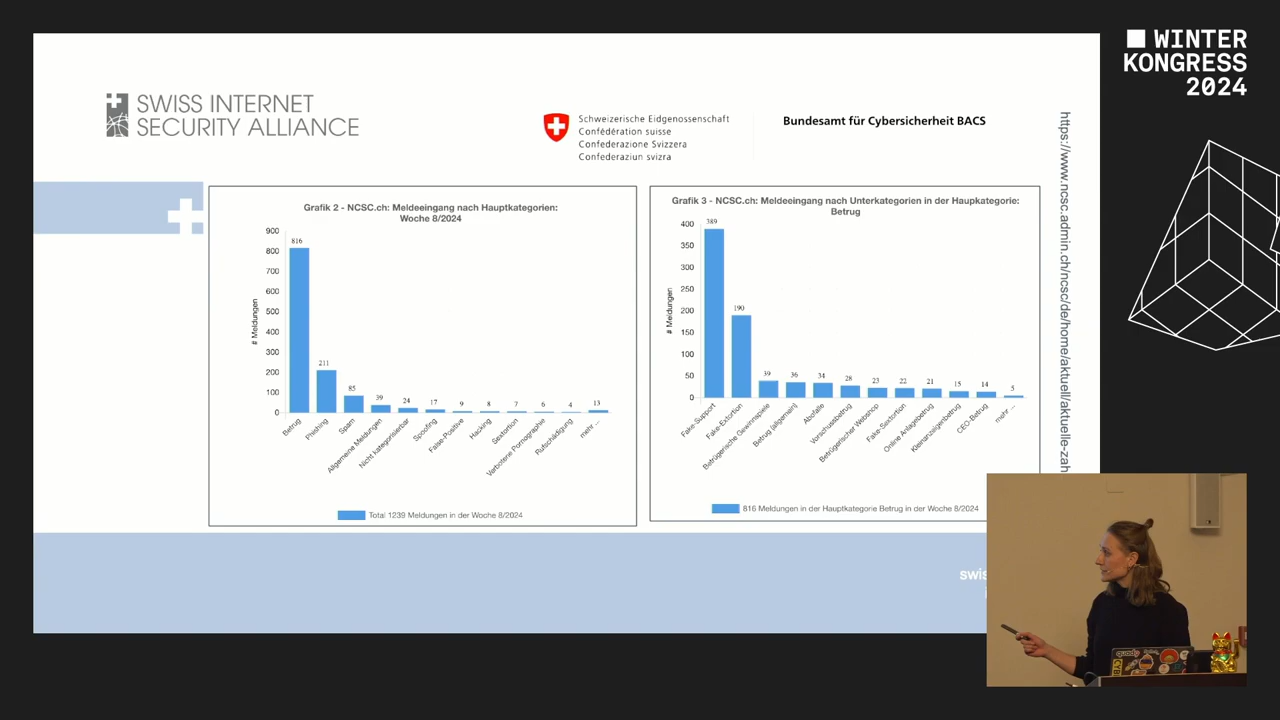 WINTER
KONGRESS
2024
SWISS INTERNET
SECURITY ALLIANCE
Schweizerische Eidgenossenschaft
Confédération suisse
Confederazione Svizzera
Confederaziun svizra
Bundesamt für Cybersicherheit BACS
https://www.ncsc.admin.ch/ncsc/de/home/aktuell/aktuelle-zah
Grafik 2 - NCSC.ch: Meldeeingang nach Hauptkategorien:
Woche 8/2024
# Meldungen
900
800
700
600
500
400
300
200
100
0
816
211
85
39
24
17
9
8
7
6
4
13
Betrug
Phishing
Spam
Allgemeine Meldungen
Nicht kategorisierbar
Spoofing
False-Positive
Hacking
Sextortion
Verbotene Pornographie
Rufschädigung
mehr ...
Total 1239 Meldungen in der Woche 8/2024
Grafik 3 - NCSC.ch: Meldeeingang nach Unterkategorien in der Haupkategorie:
Betrug
# Meldungen
400
350
300
250
200
150
100
50
0
389
190
39
36
34
28
23
22
21
15
14
5
Fake-Support
Fake-Extortion
Betrügerische Gewinnspiele
Betrug (allgemein)
Abofalle
Vorschussbetrug
Betrügerischer Webshop
Fake-Sextortion
Online Anlagebetrug
Kleinanzeigenbetrug
CEO-Betrug
mehr ...
816 Meldungen in der Hauptkategorie Betrug in der Woche 8/2024
swis